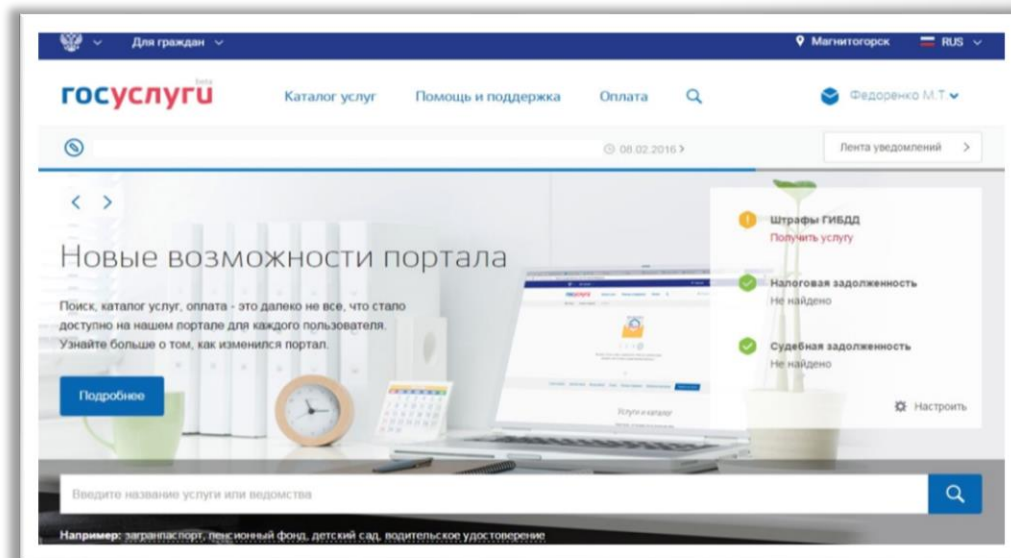 Для граждан
Магнитогорск RUS
госуслуги beta
Каталог услуг Помощь и поддержка Оплата Федоренко М.Т.
08.02.2016 Лента уведомлений
Новые возможности портала
Поиск, каталог услуг, оплата - это далеко не все, что стало
доступно на нашем портале для каждого пользователя.
Узнайте больше о том, как изменился портал.
Подробнее
Услуги и каталог
Штрафы ГИБДД
Получить услугу
Налоговая задолженность
Не найдено
Судебная задолженность
Не найдено
Настроить
Введите название услуги или ведомства
Например: загранпаспорт, пенсионный фонд, детский сад, водительское удостоверение